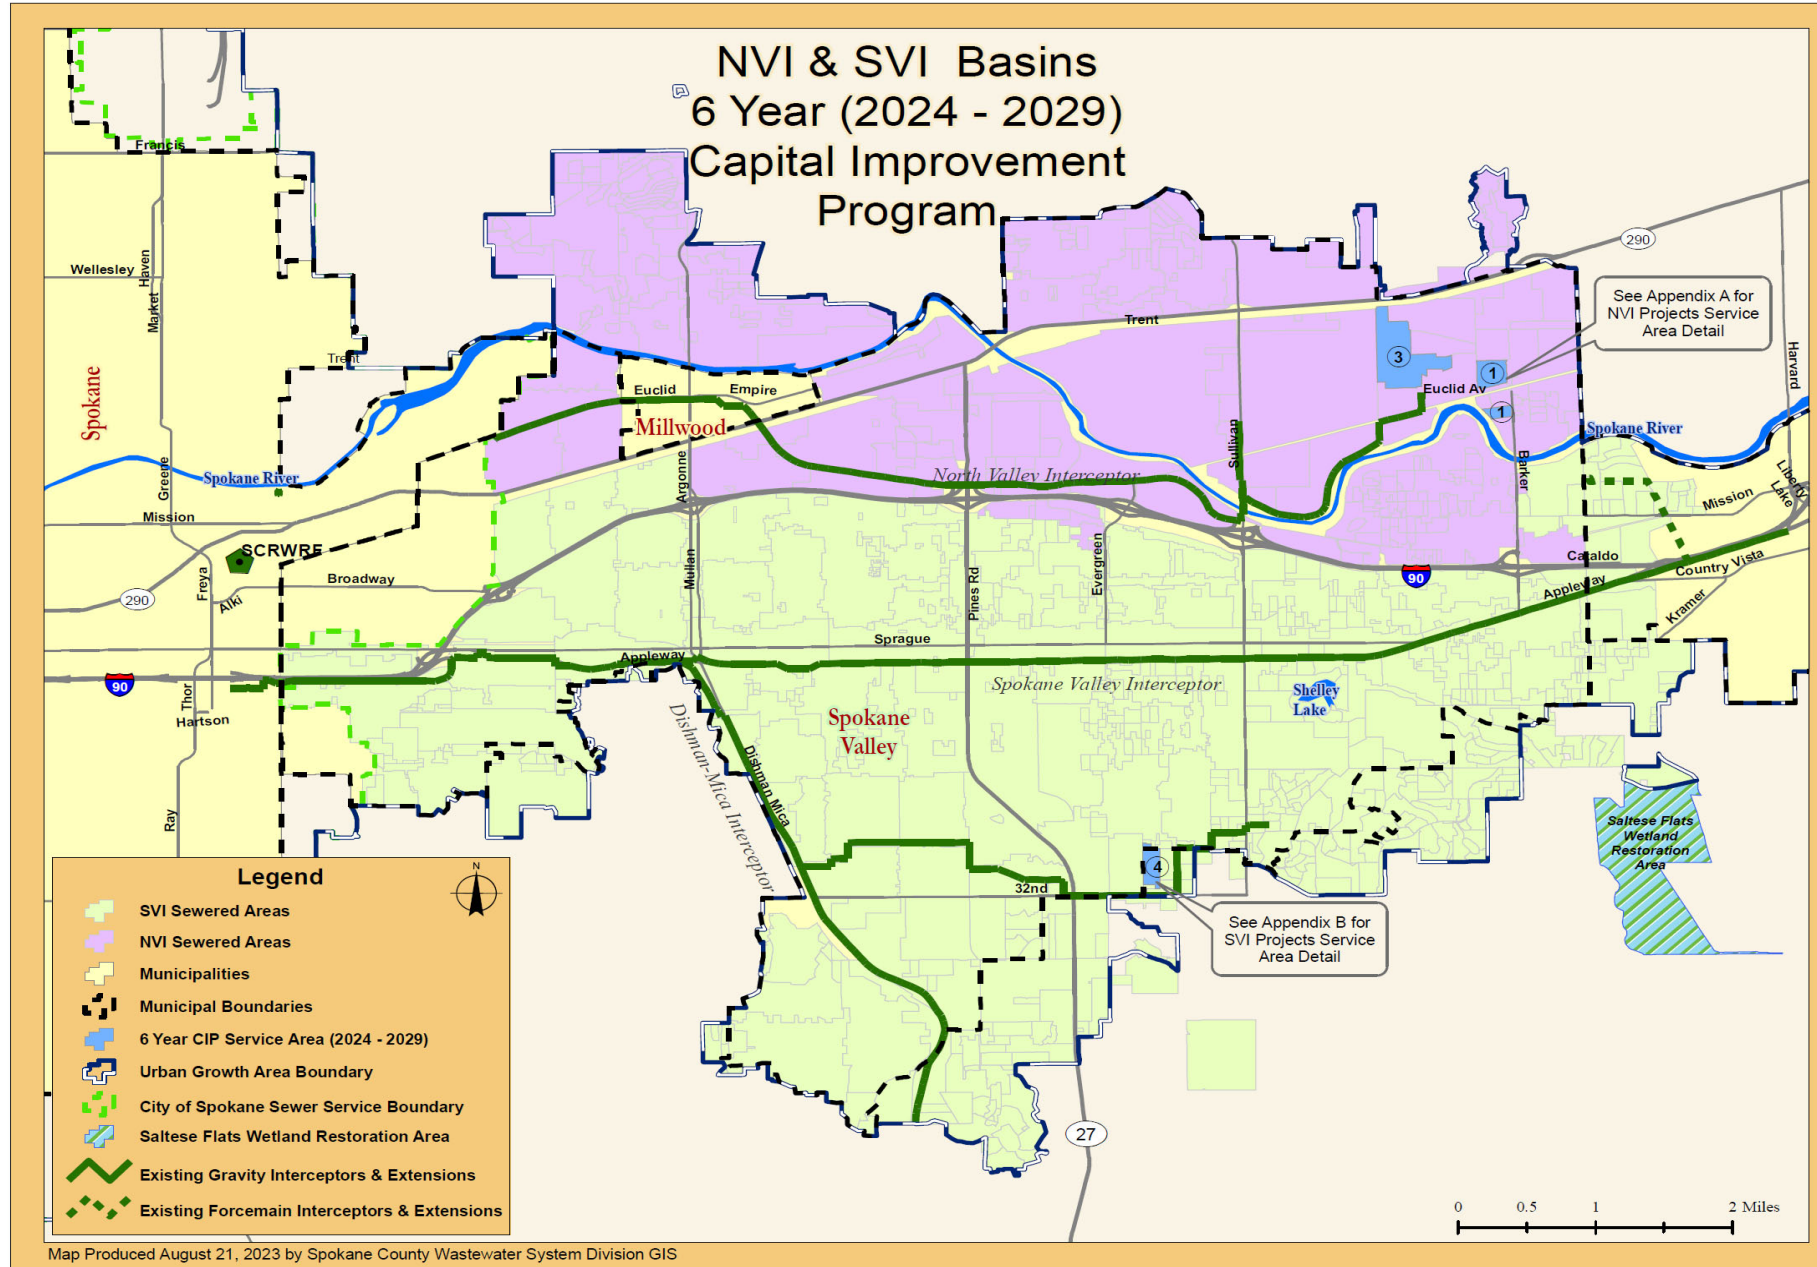 NVI & SVI Basins
6 Year (2024 - 2029)
Capital Improvement
Program
Francis
Wellesley
Haven
Market
Trent
Spokane
Greene
Spokane River
Mission
SCRWRF
Freya
Broadway
Alki
290
90
Thor
Hartson
Ray
Euclid
Empire
Millwood
Argonne
Mullan
North Valley Interceptor
Trent
Sullivan
Pines Rd
Evergreen
Sprague
Appleway
Spokane Valley Interceptor
Spokane
Valley
Dishman-Mica Interceptor
Dishman Mica
32nd
27
290
See Appendix A for
NVI Projects Service
Area Detail
3
1
1
Euclid Av
Harvard
Spokane River
Barker
Liberty
Lake
Mission
Cataldo
Country Vista
Appleway
Kramer
90
Shelley
Lake
Saltese Flats
Wetland
Restoration
Area
4
See Appendix B for
SVI Projects Service
Area Detail
Legend
N
SVI Sewered Areas
NVI Sewered Areas
Municipalities
Municipal Boundaries
6 Year CIP Service Area (2024 - 2029)
Urban Growth Area Boundary
City of Spokane Sewer Service Boundary
Saltese Flats Wetland Restoration Area
Existing Gravity Interceptors & Extensions
Existing Forcemain Interceptors & Extensions
0 0.5 1 2 Miles
Map Produced August 21, 2023 by Spokane County Wastewater System Division GIS